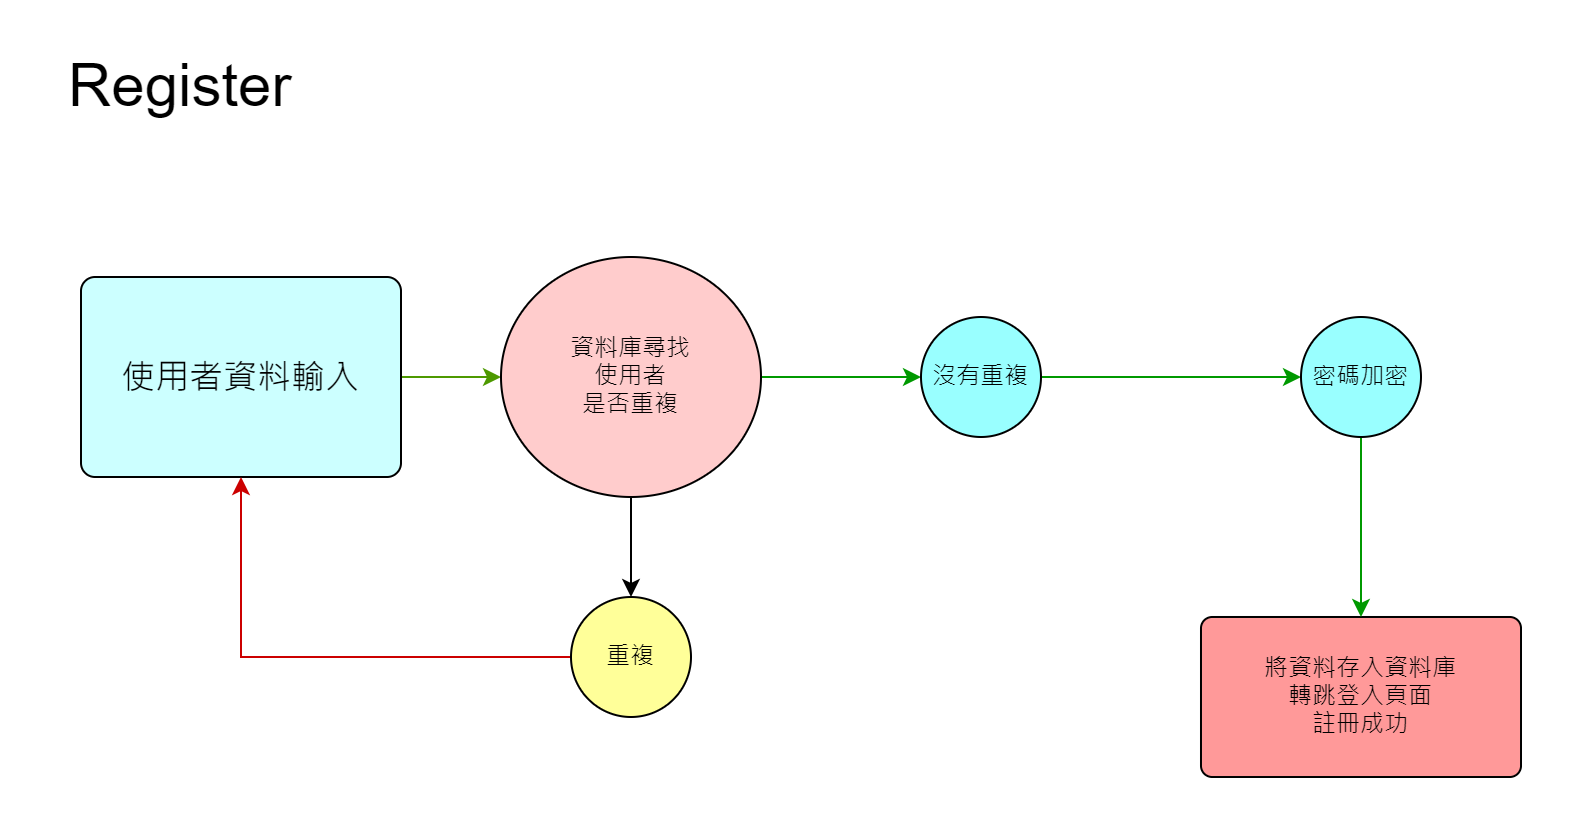 Register
使用者資料輸入
資料庫尋找
使用者
是否重複
沒有重複
密碼加密
重複
將資料存入資料庫
轉跳登入頁面
註冊成功